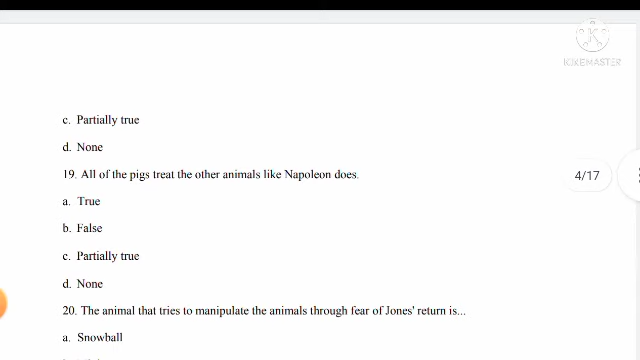 KINEMASTER
c. Partially true
d. None
19. All of the pigs treat the other animals like Napoleon does.
4/17
a. True
b. False
c. Partially true
d. None
20. The animal that tries to manipulate the animals through fear of Jones' return is...
a. Snowball